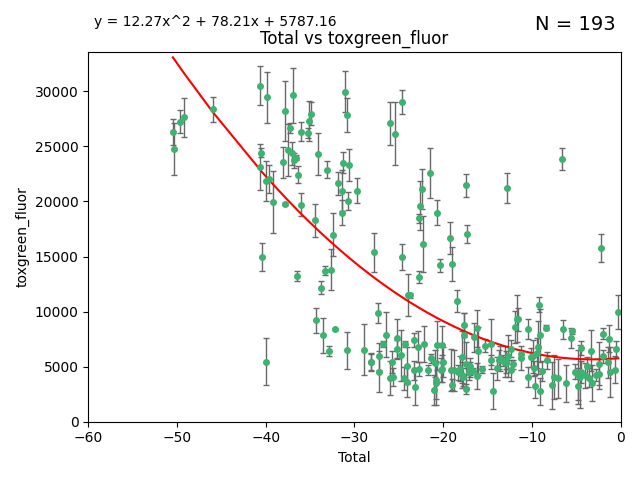 y = 12.27x^2 + 78.21x + 5787.16
N = 193
Total vs toxgreen_fluor
toxgreen_fluor
30000
25000
20000
15000
10000
5000
0
−60
−50
−40
−30
−20
−10
0
Total